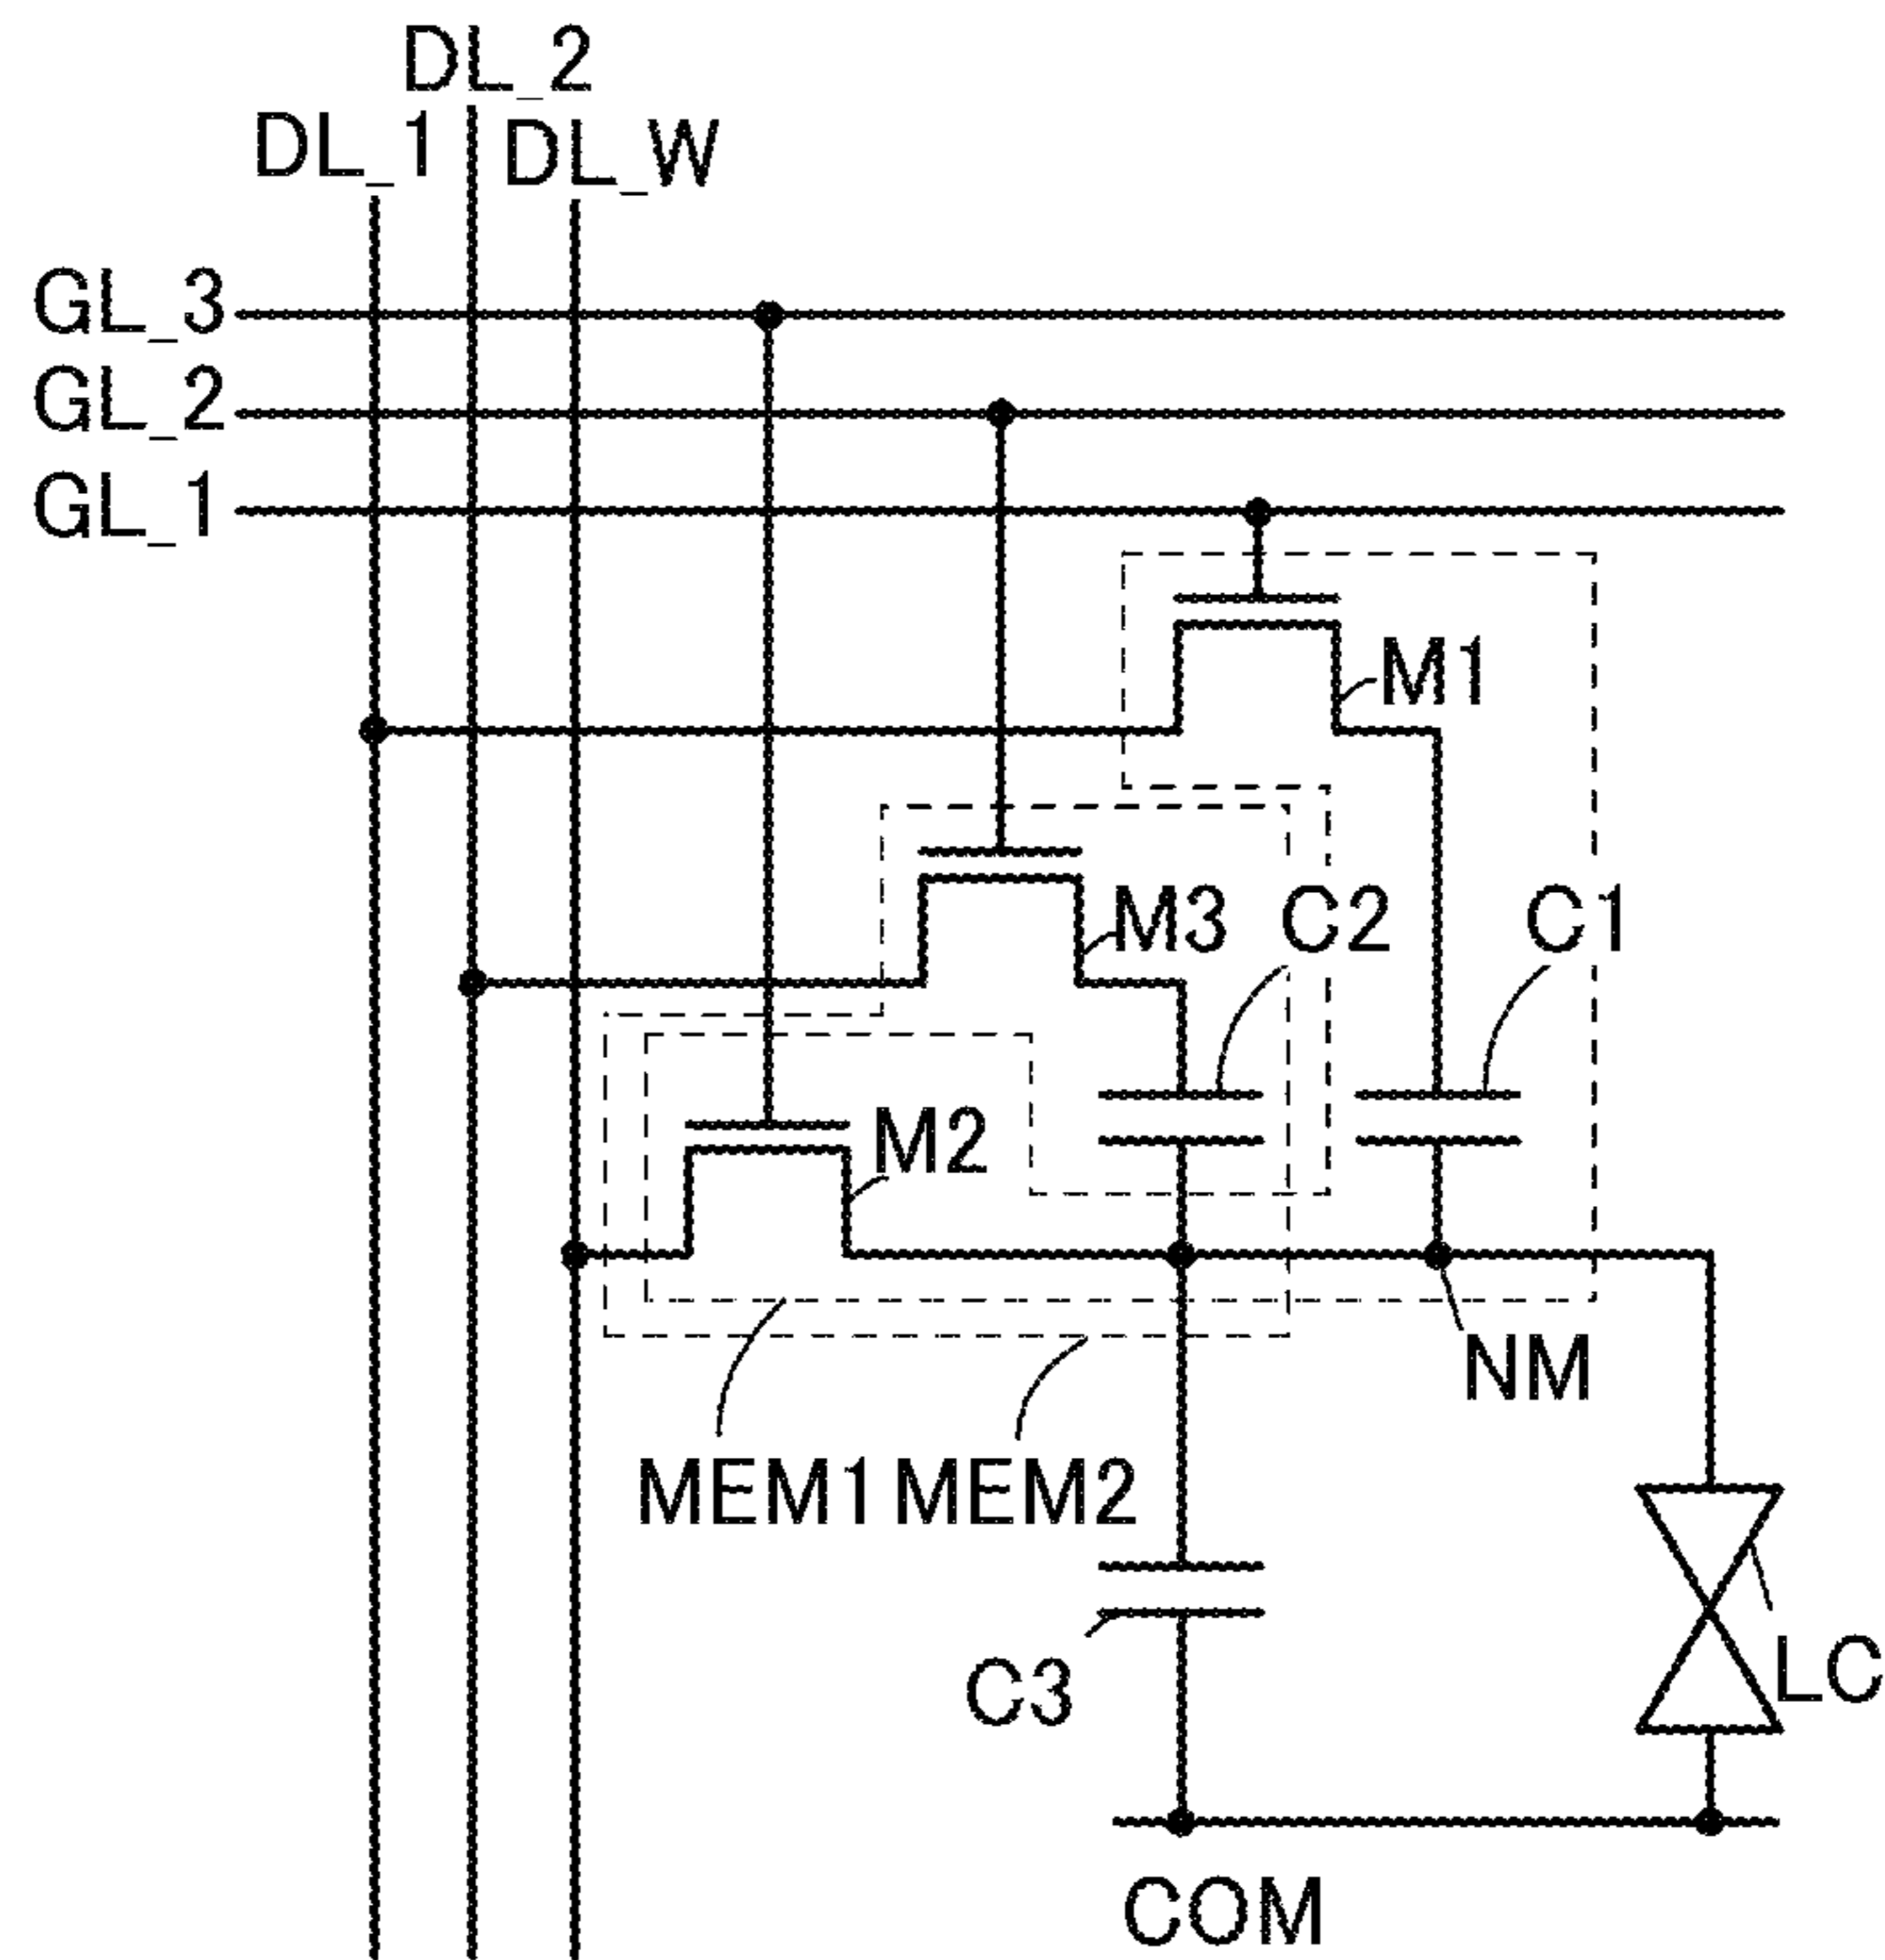 DL_2
DL_1
DL_W
GL_3
GL_2
GL_1
M1
M3
C2
C1
M2
NM
MEM1
MEM2
C3
LC
COM